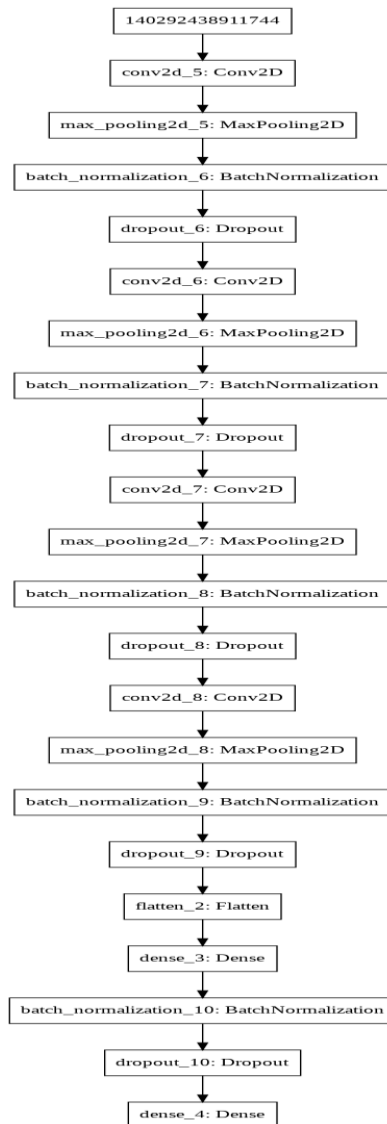 140292438911744
conv2d_5: Conv2D
max_pooling2d_5: MaxPooling2D
batch_normalization_6: BatchNormalization
dropout_6: Dropout
conv2d_6: Conv2D
max_pooling2d_6: MaxPooling2D
batch_normalization_7: BatchNormalization
dropout_7: Dropout
conv2d_7: Conv2D
max_pooling2d_7: MaxPooling2D
batch_normalization_8: BatchNormalization
dropout_8: Dropout
conv2d_8: Conv2D
max_pooling2d_8: MaxPooling2D
batch_normalization_9: BatchNormalization
dropout_9: Dropout
flatten_2: Flatten
dense_3: Dense
batch_normalization_10: BatchNormalization
dropout_10: Dropout
dense_4: Dense